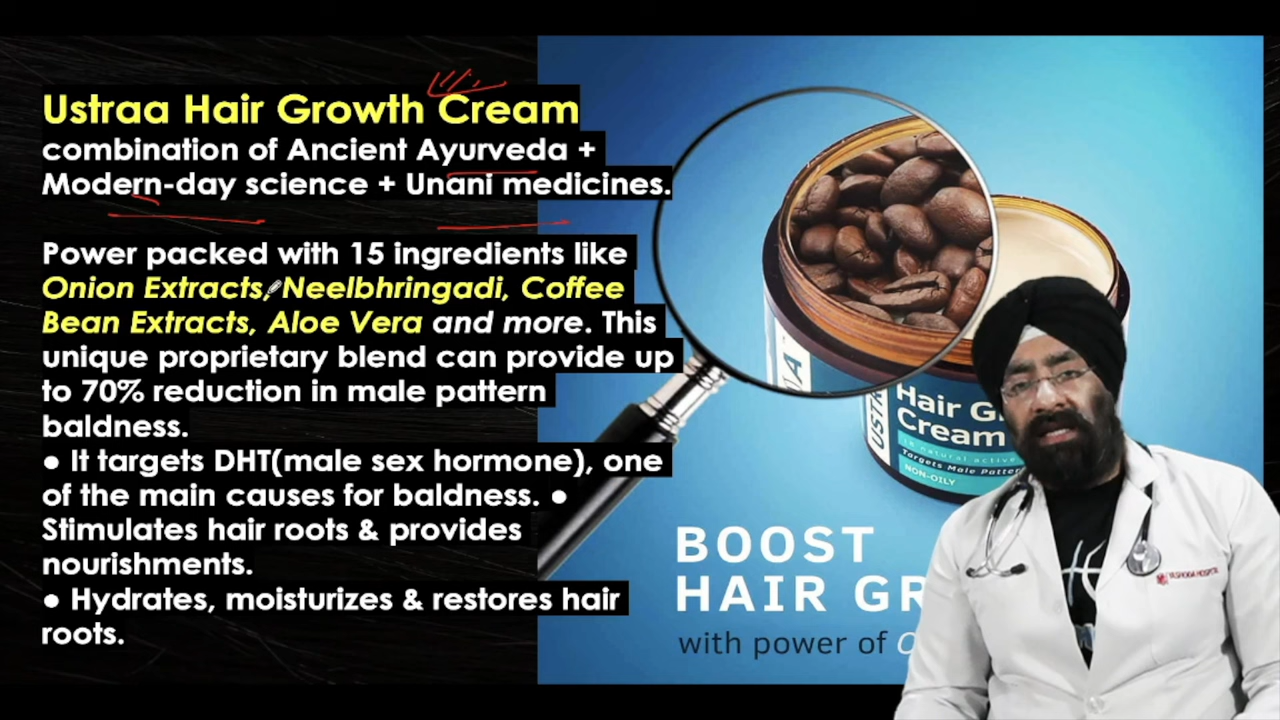 Ustraa Hair Growth Cream
combination of Ancient Ayurveda +
Modern-day science + Unani medicines.
Power packed with 15 ingredients like
Onion Extracts, Neelbhringadi, Coffee
Bean Extracts, Aloe Vera and more. This
unique proprietary blend can provide up
to 70% reduction in male pattern
baldness.
● It targets DHT(male sex hormone), one
of the main causes for baldness. ●
Stimulates hair roots & provides
nourishments.
● Hydrates, moisturizes & restores hair
roots.
Hair G
Cream
Targets Male Patter
NON-OILY
BOOST
HAIR GR
with power of